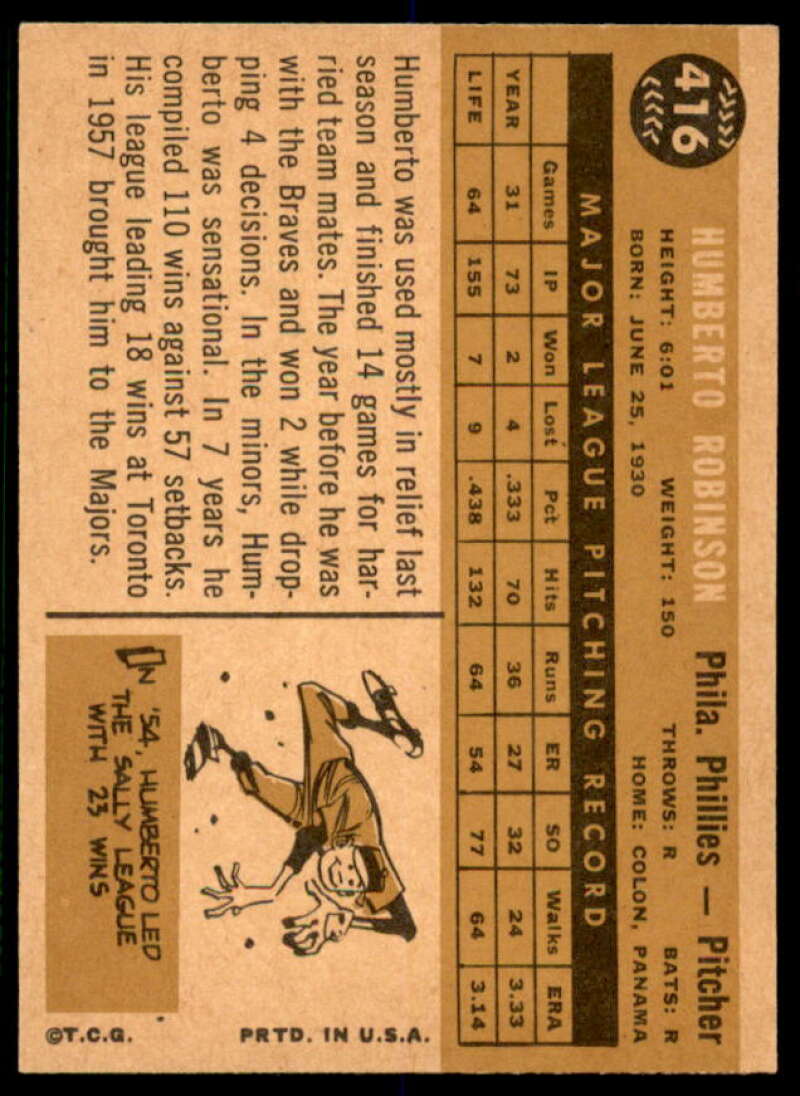 416
HUMBERTO ROBINSON Phila. Phillies — Pitcher
HEIGHT: 6:01 WEIGHT: 150 THROWS: R BATS: R
BORN: JUNE 25, 1930 HOME: COLON, PANAMA
MAJOR LEAGUE PITCHING RECORD
Games IP Won Lost Pct Hits Runs ER SO Walks ERA
YEAR 31 73 2 4 .333 70 36 27 32 24 3.33
LIFE 64 155 7 9 .438 132 64 54 77 64 3.14
Humberto was used mostly in relief last
season and finished 14 games for har-
ried team mates. The year before he was
with the Braves and won 2 while drop-
ping 4 decisions. In the minors, Hum-
berto was sensational. In 7 years he
compiled 110 wins against 57 setbacks.
His league leading 18 wins at Toronto
in 1957 brought him to the Majors.
IN '54, HUMBERTO LED
THE SALLY LEAGUE
WITH 23 WINS
©T.C.G. PRTD. IN U.S.A.